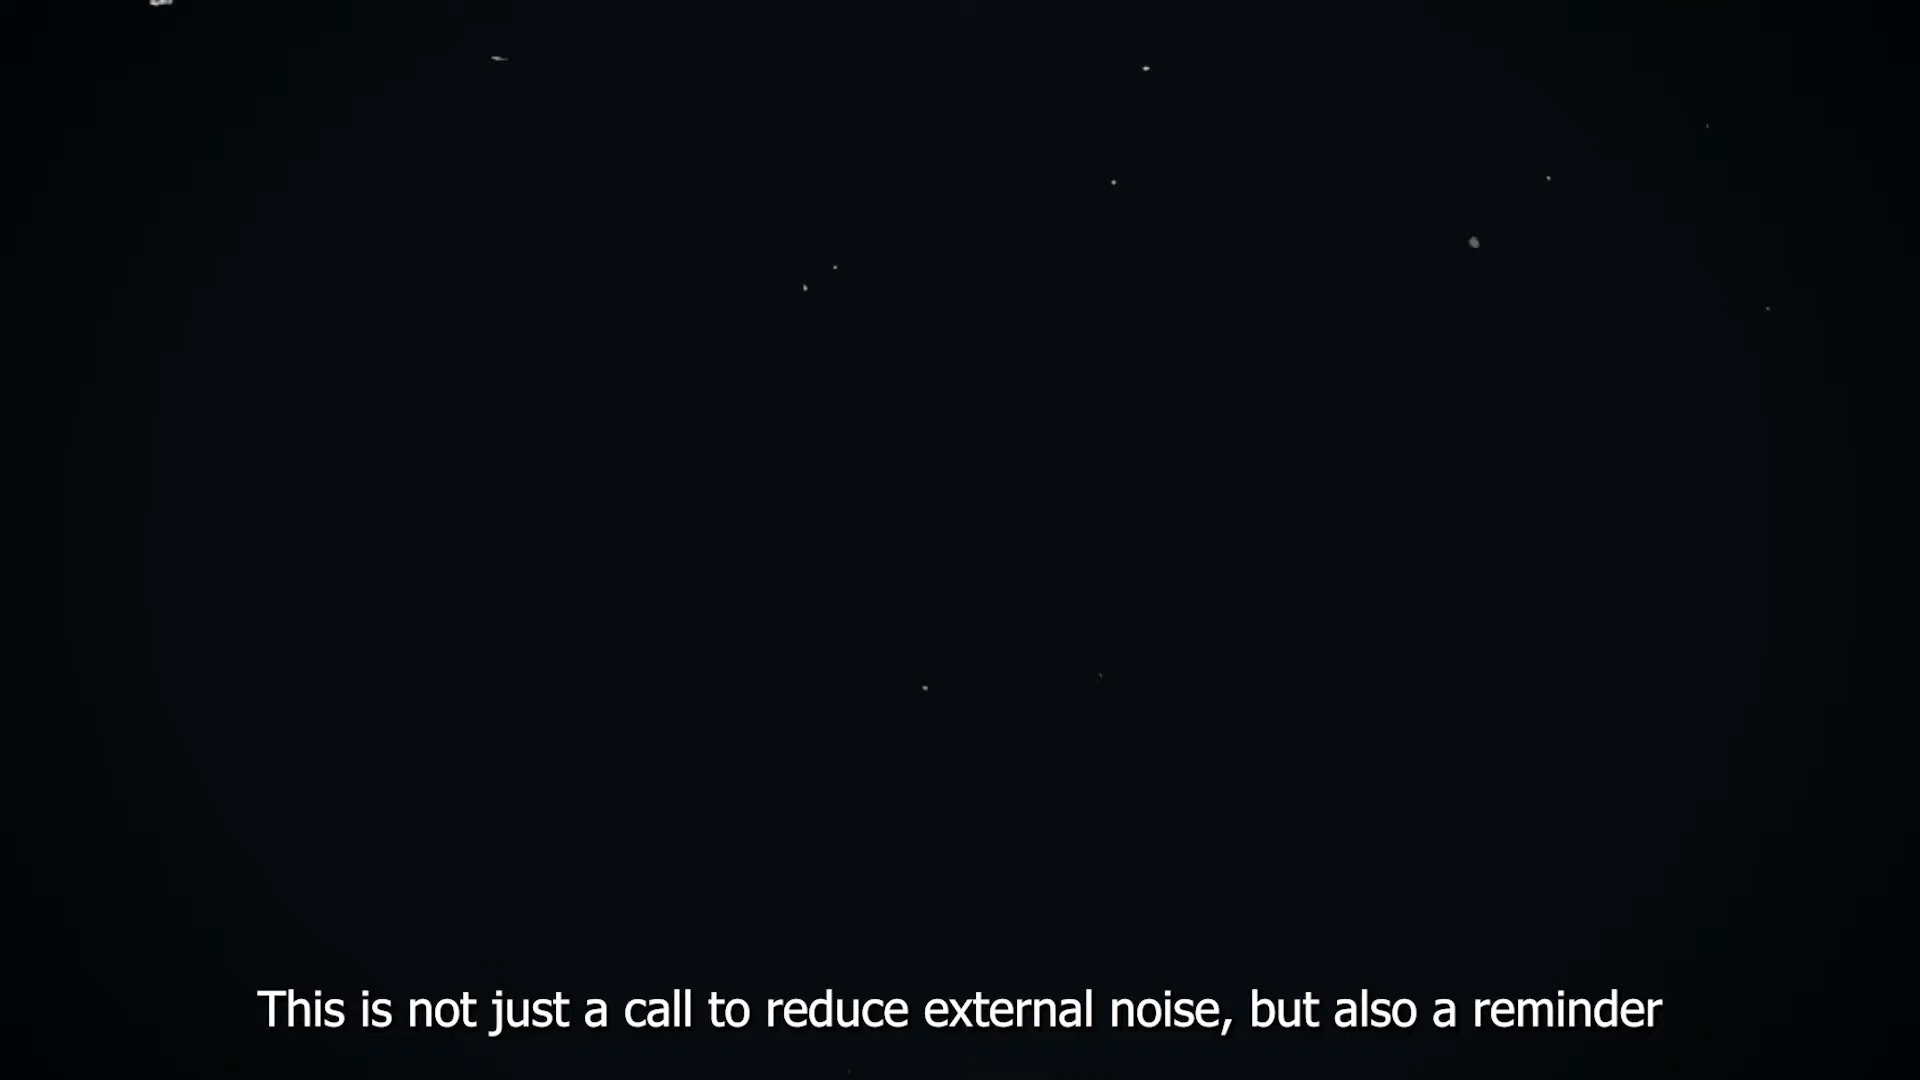 This is not just a call to reduce external noise, but also a reminder